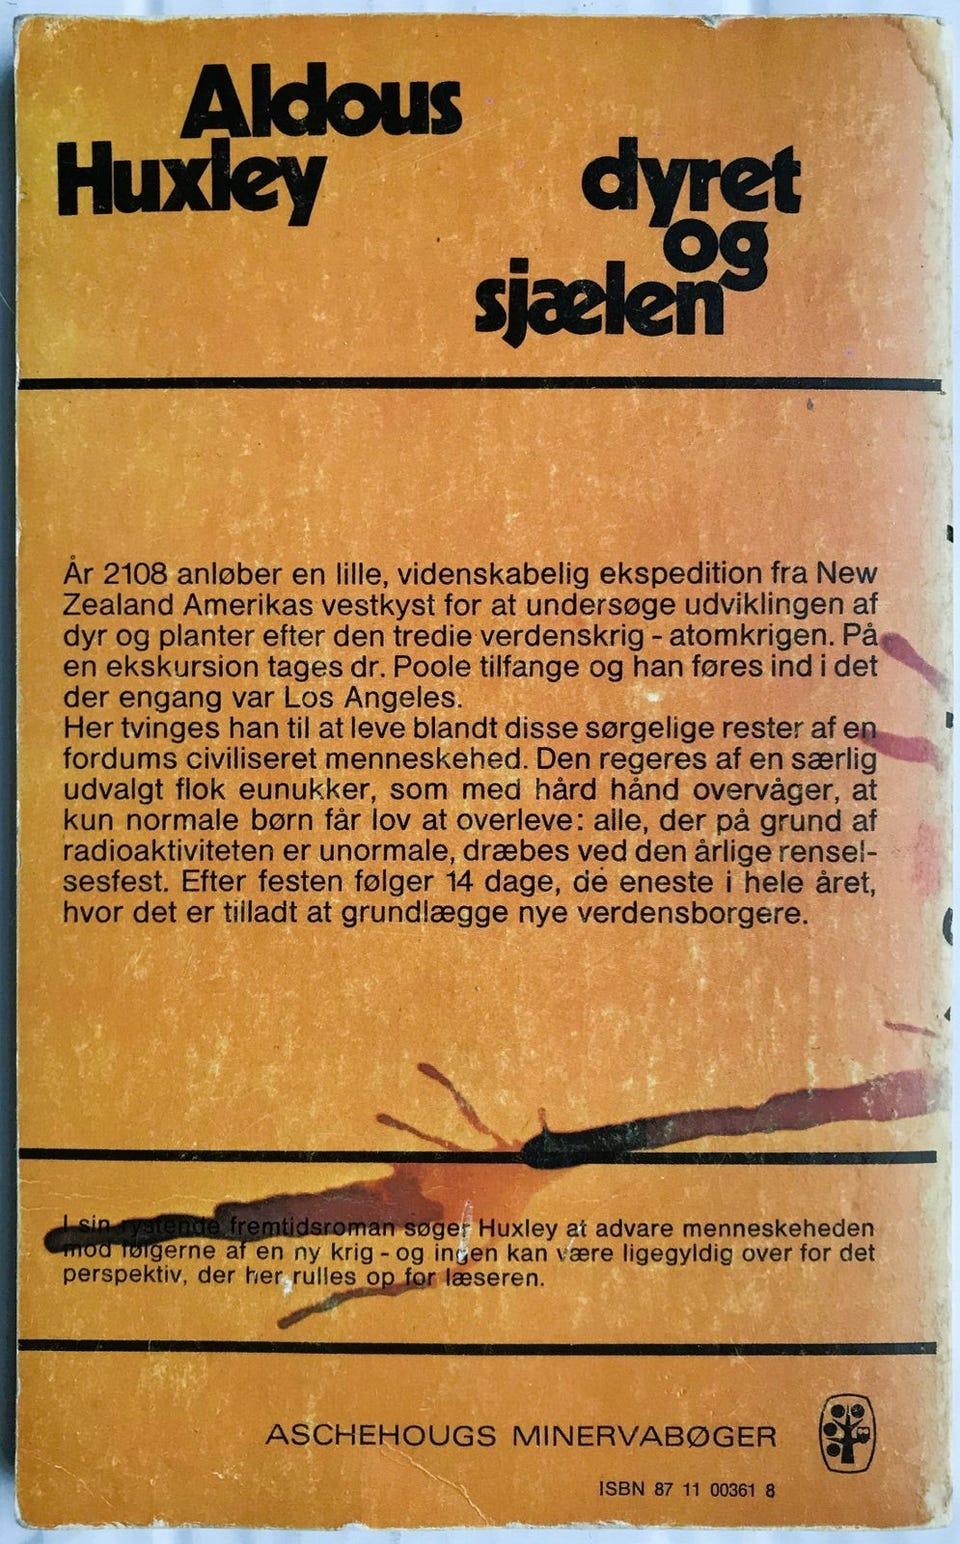 Aldous
Huxley
dyret
og
sjælen
År 2108 anløber en lille, videnskabelig ekspedition fra New
Zealand Amerikas vestkyst for at undersøge udviklingen af
dyr og planter efter den tredie verdenskrig - atomkrigen. På
en ekskursion tages dr. Poole tilfange og han føres ind i det
der engang var Los Angeles.
Her tvinges han til at leve blandt disse sørgelige rester af en
fordums civiliseret menneskehed. Den regeres af en særlig
udvalgt flok eunukker, som med hård hånd overvåger, at
kun normale børn får lov at overleve: alle, der på grund af
radioaktiviteten er unormale, dræbes ved den årlige rensel-
sesfest. Efter festen følger 14 dage, de eneste i hele året,
hvor det er tilladt at grundlægge nye verdensborgere.
I sin rystende fremtidsroman søger Huxley at advare menneskeheden
mod følgerne af en ny krig - og ingen kan være ligegyldig over for det
perspektiv, der her rulles op for læseren.
ASCHEHOUGS MINERVABØGER
ISBN 87 11 00361 8